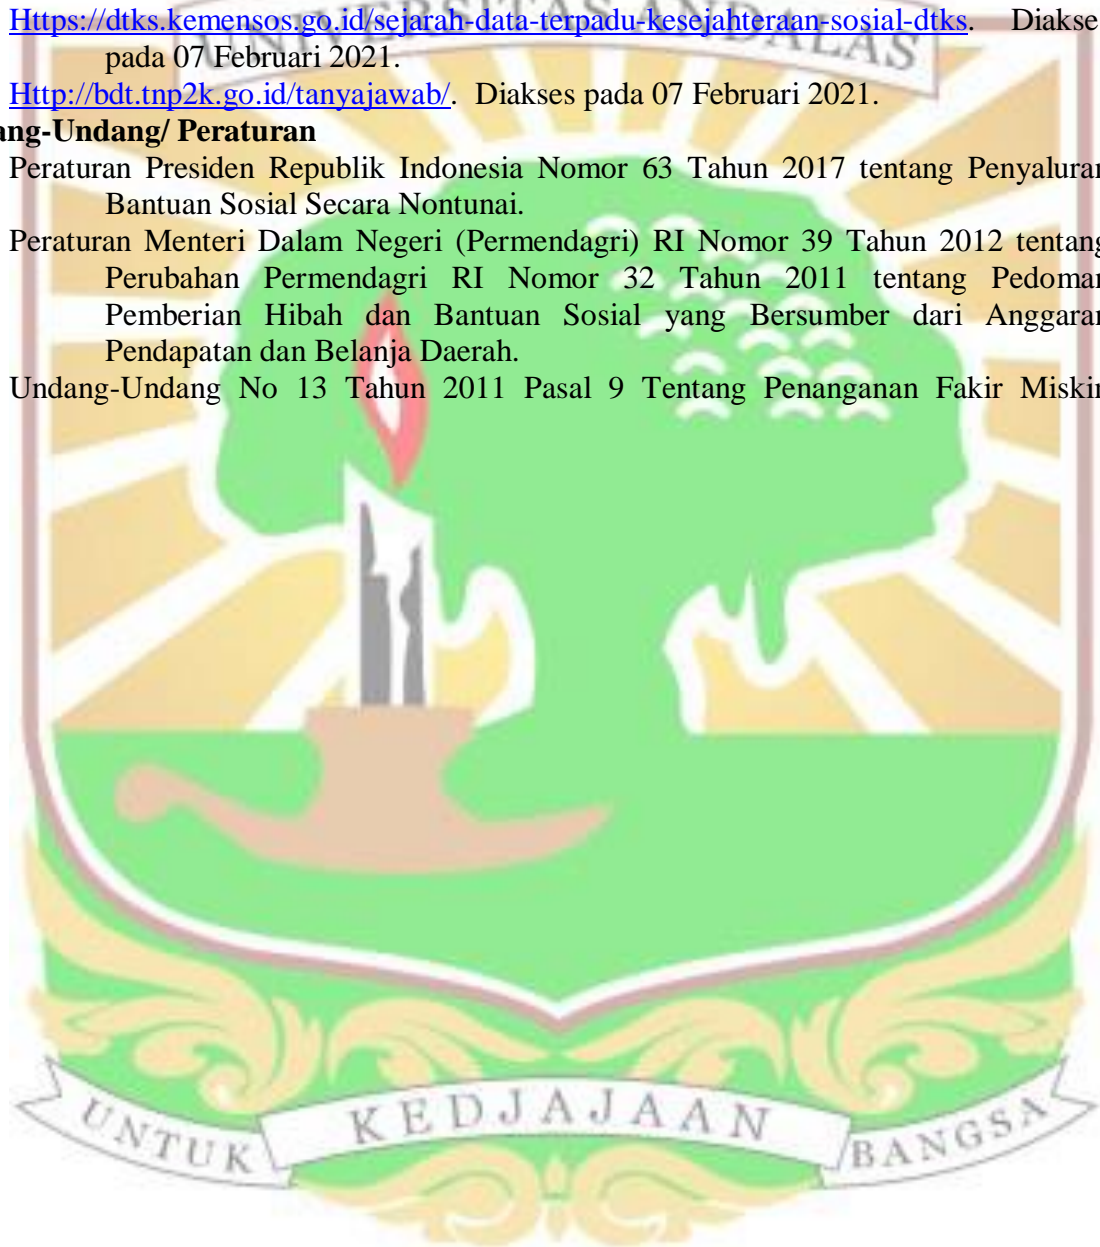 UNIVERSITAS ANDALAS
Https://dtks.kemensos.go.id/sejarah-data-terpadu-kesejahteraan-sosial-dtks. Diakse
pada 07 Februari 2021.
Http://bdt.tnp2k.go.id/tanyajawab/. Diakses pada 07 Februari 2021.
ang-Undang/ Peraturan
Peraturan Presiden Republik Indonesia Nomor 63 Tahun 2017 tentang Penyaluran
Bantuan Sosial Secara Nontunai.
Peraturan Menteri Dalam Negeri (Permendagri) RI Nomor 39 Tahun 2012 tentang
Perubahan Permendagri RI Nomor 32 Tahun 2011 tentang Pedoman
Pemberian Hibah dan Bantuan Sosial yang Bersumber dari Anggaran
Pendapatan dan Belanja Daerah.
Undang-Undang No 13 Tahun 2011 Pasal 9 Tentang Penanganan Fakir Miskin
UNTUK KEDJAJAAN BANGSA